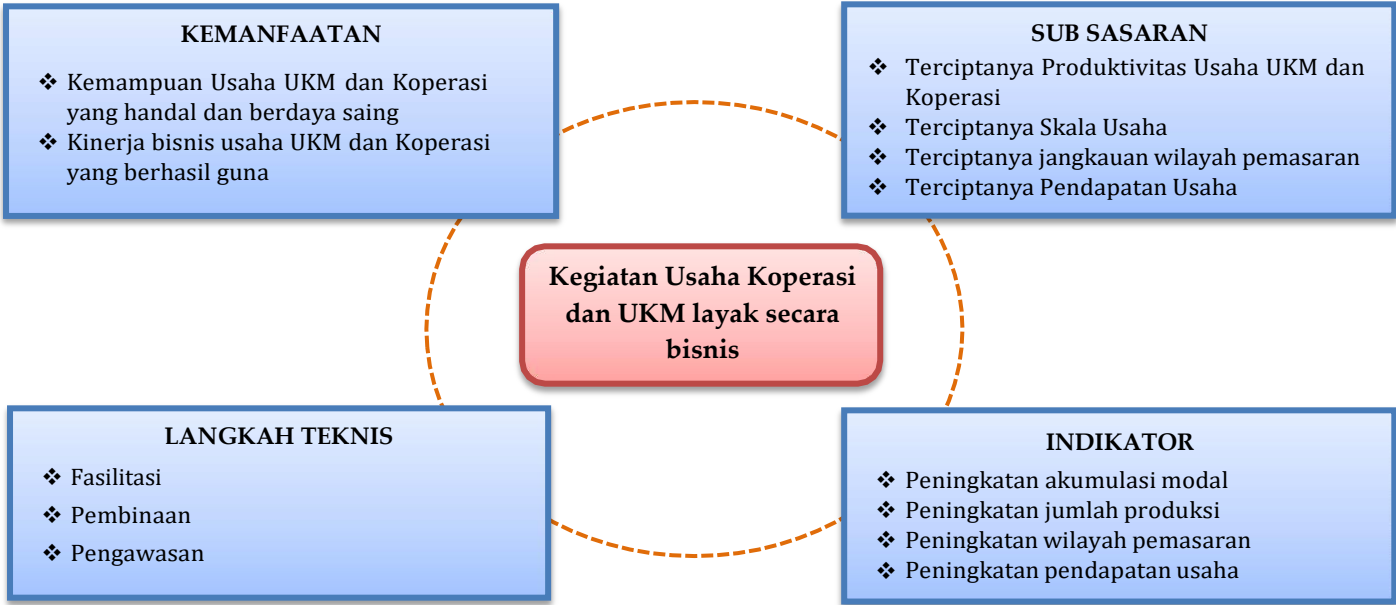 KEMANFAATAN
❖ Kemampuan Usaha UKM dan Koperasi
yang handal dan berdaya saing
❖ Kinerja bisnis usaha UKM dan Koperasi
yang berhasil guna
SUB SASARAN
❖ Terciptanya Produktivitas Usaha UKM dan
Koperasi
❖ Terciptanya Skala Usaha
❖ Terciptanya jangkauan wilayah pemasaran
❖ Terciptanya Pendapatan Usaha
Kegiatan Usaha Koperasi
dan UKM layak secara
bisnis
LANGKAH TEKNIS
❖ Fasilitasi
❖ Pembinaan
❖ Pengawasan
INDIKATOR
❖ Peningkatan akumulasi modal
❖ Peningkatan jumlah produksi
❖ Peningkatan wilayah pemasaran
❖ Peningkatan pendapatan usaha